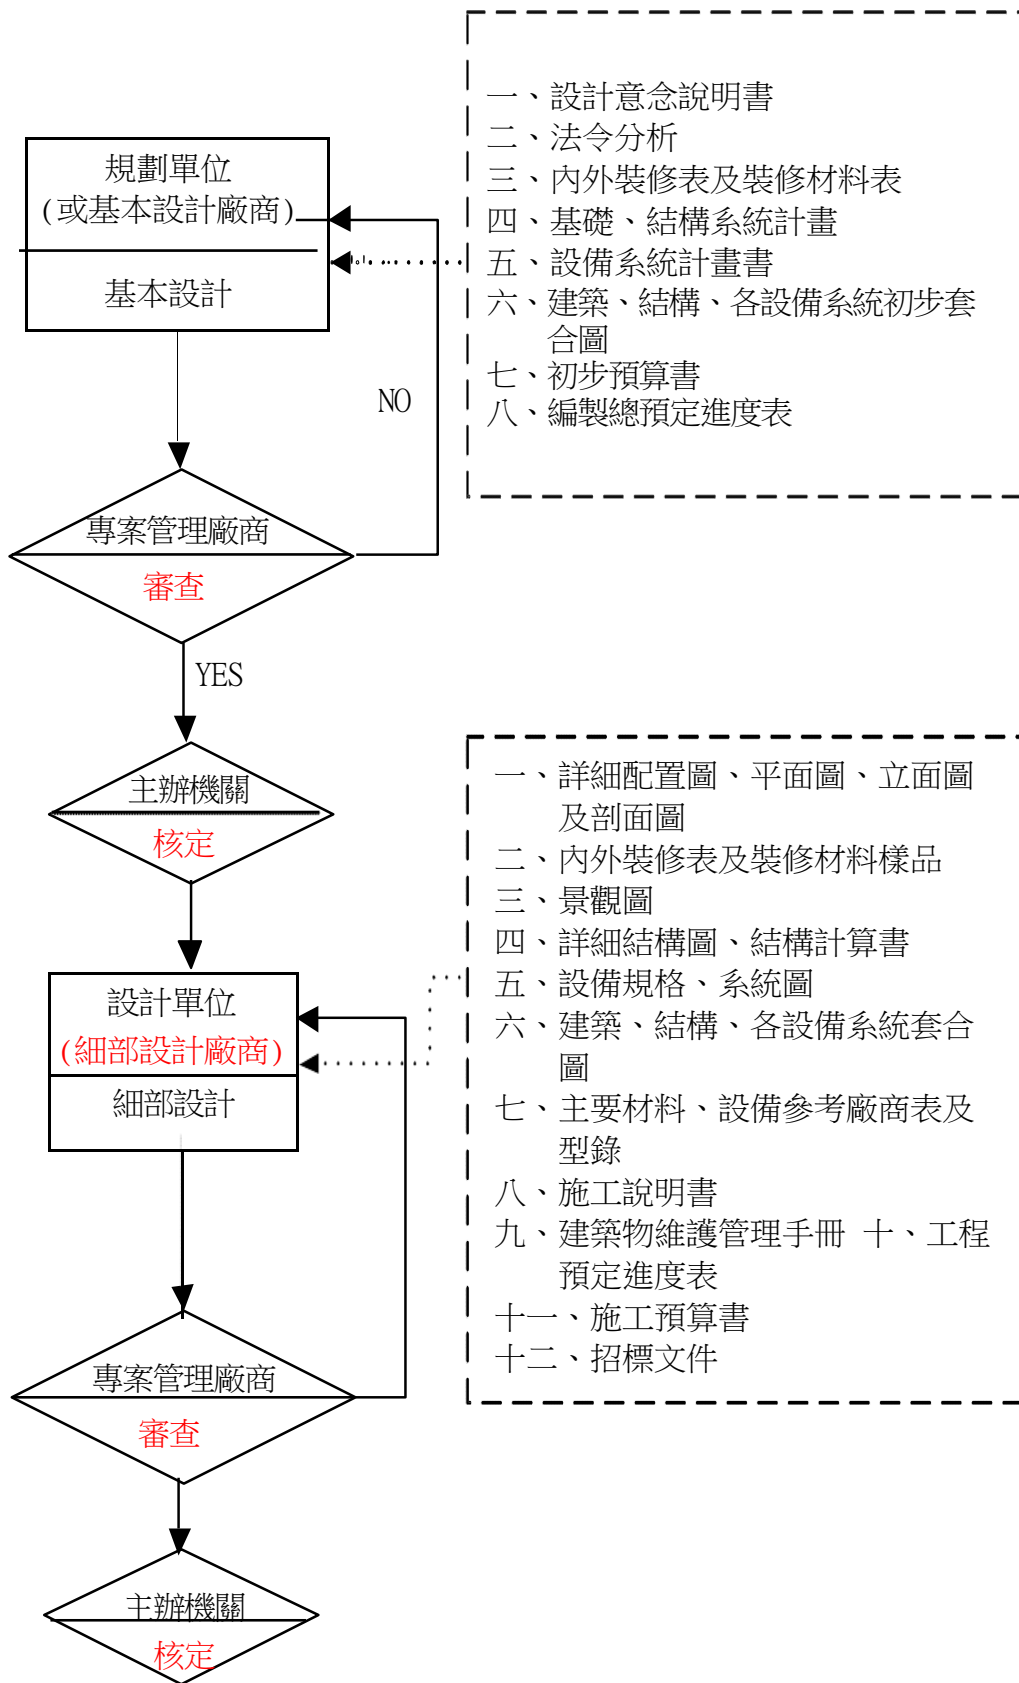 一、設計意念說明書
二、法令分析
三、內外裝修表及裝修材料表
四、基礎、結構系統計畫
五、設備系統計畫書
六、建築、結構、各設備系統初步套
合圖
七、初步預算書
八、編製總預定進度表
規劃單位
(或基本設計廠商)
基本設計
NO
專案管理廠商
審查
YES
主辦機關
核定
一、詳細配置圖、平面圖、立面圖
及剖面圖
二、內外裝修表及裝修材料樣品
三、景觀圖
四、詳細結構圖、結構計算書
五、設備規格、系統圖
六、建築、結構、各設備系統套合
圖
七、主要材料、設備參考廠商表及
型錄
八、施工說明書
九、建築物維護管理手冊 十、工程
預定進度表
十一、施工預算書
十二、招標文件
設計單位
(細部設計廠商)
細部設計
專案管理廠商
審查
主辦機關
核定